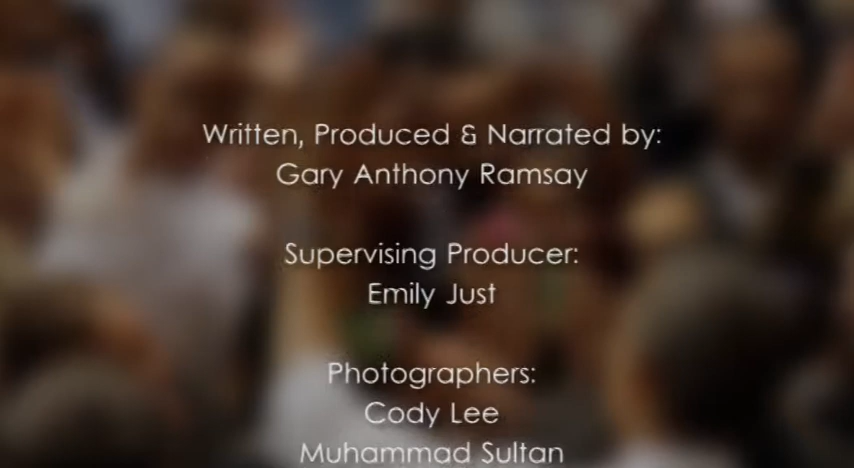 Written, Produced & Narrated by:
Gary Anthony Ramsay
Supervising Producer:
Emily Just
Photographers:
Cody Lee
Muhammad Sultan